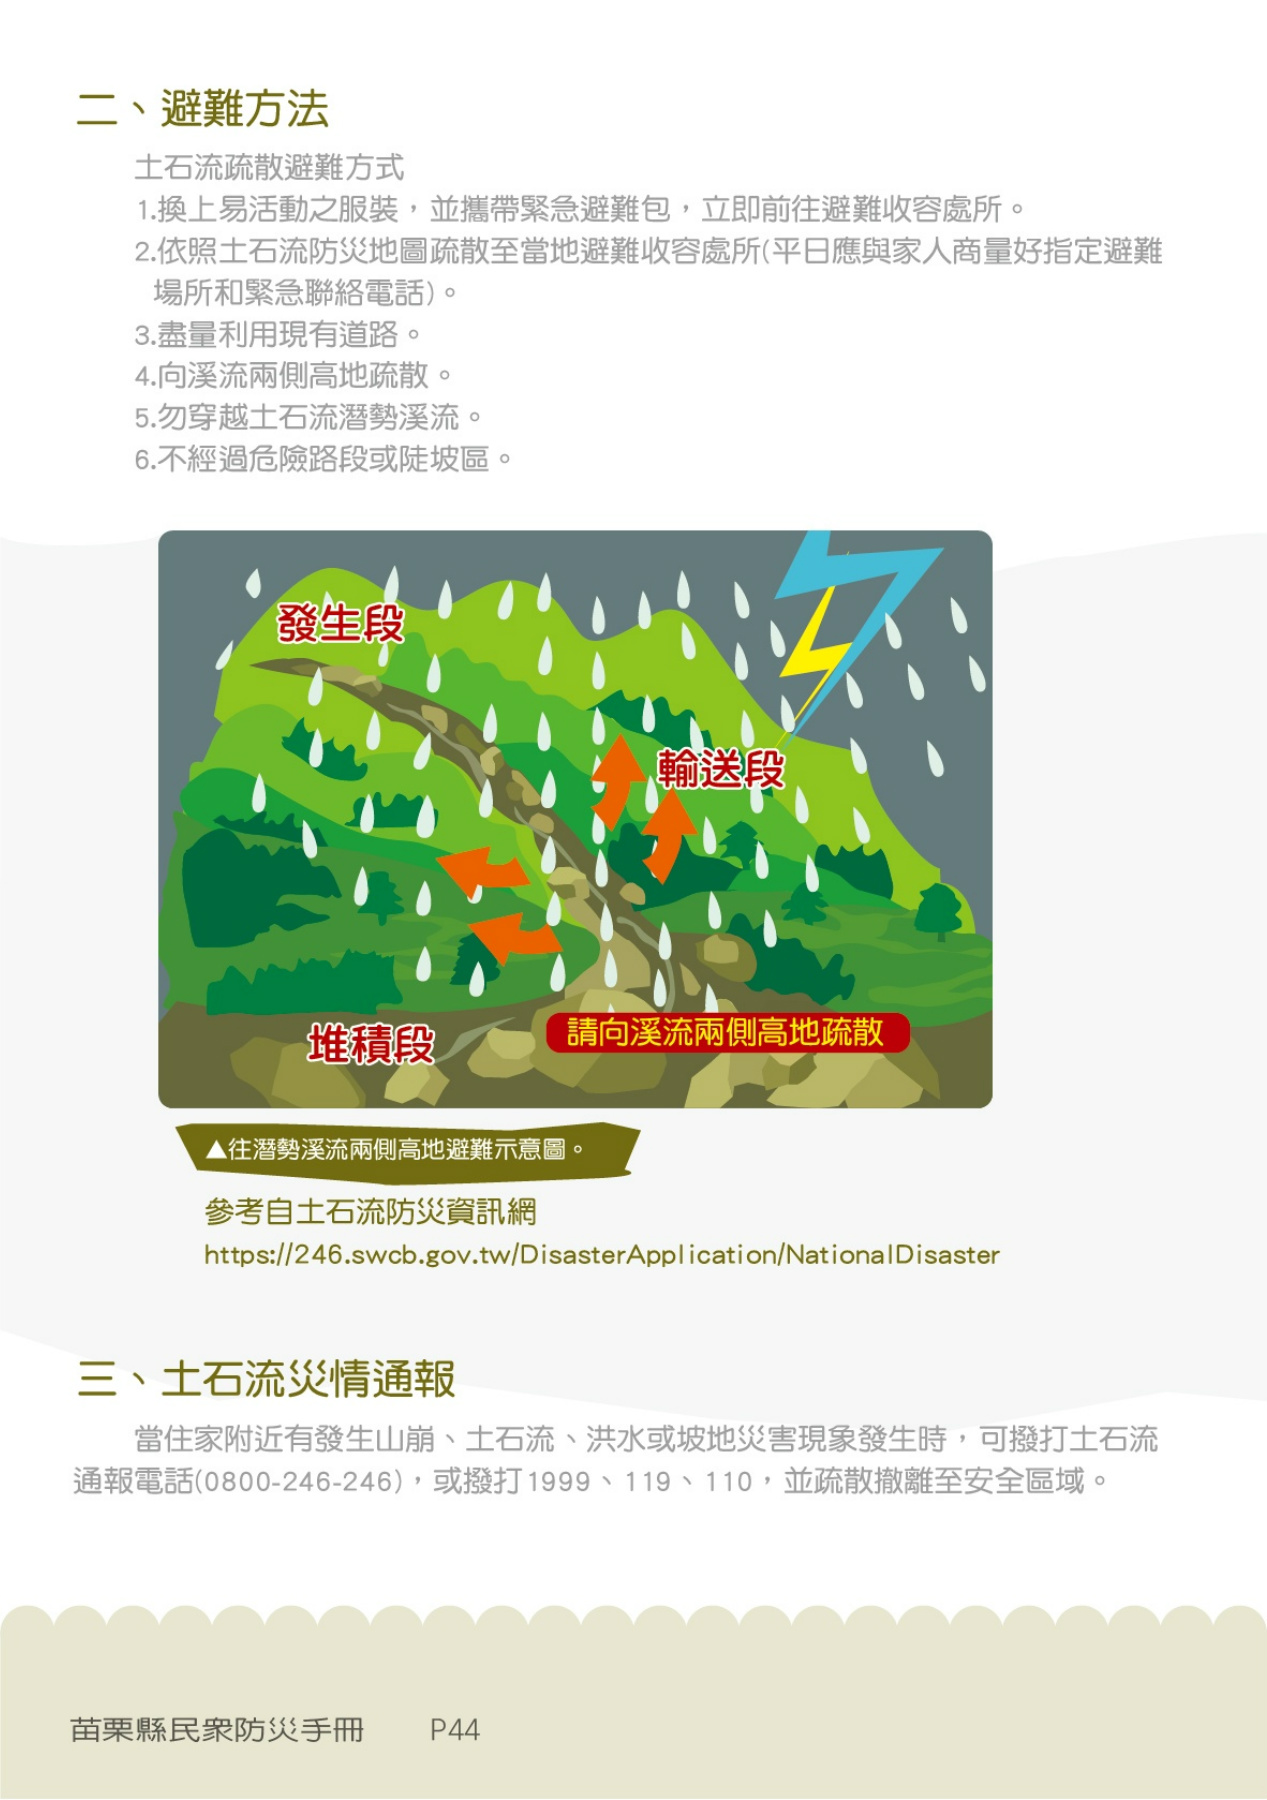 二、避難方法
土石流疏散避難方式
1.換上易活動之服裝，並攜帶緊急避難包，立即前往避難收容處所。
2.依照土石流防災地圖疏散至當地避難收容處所(平日應與家人商量好指定避難
場所和緊急聯絡電話)。
3.盡量利用現有道路。
4.向溪流兩側高地疏散。
5.勿穿越土石流潛勢溪流。
6.不經過危險路段或陡坡區。
發生段
輸送段
堆積段
請向溪流兩側高地疏散
▲往潛勢溪流兩側高地避難示意圖。
參考自土石流防災資訊網
https://246.swcb.gov.tw/DisasterApplication/NationalDisaster
三、土石流災情通報
當住家附近有發生山崩、土石流、洪水或坡地災害現象發生時，可撥打土石流
通報電話(0800-246-246)，或撥打1999、119、110，並疏散撤離至安全區域。
苗栗縣民眾防災手冊 P44